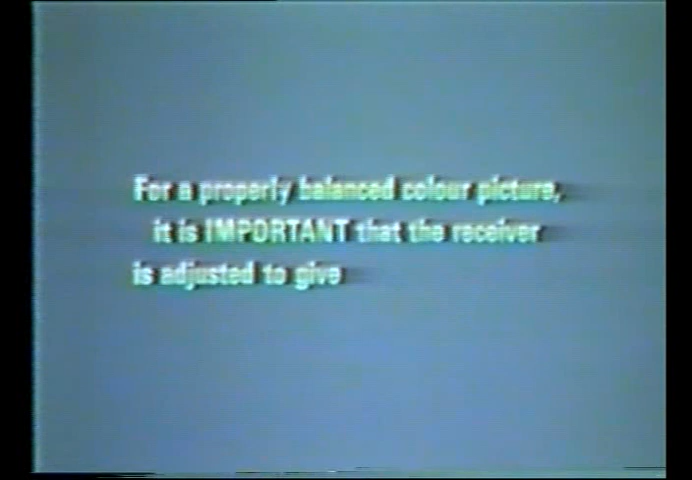 For a properly balanced colour picture,
it is IMPORTANT that the receiver
is adjusted to give